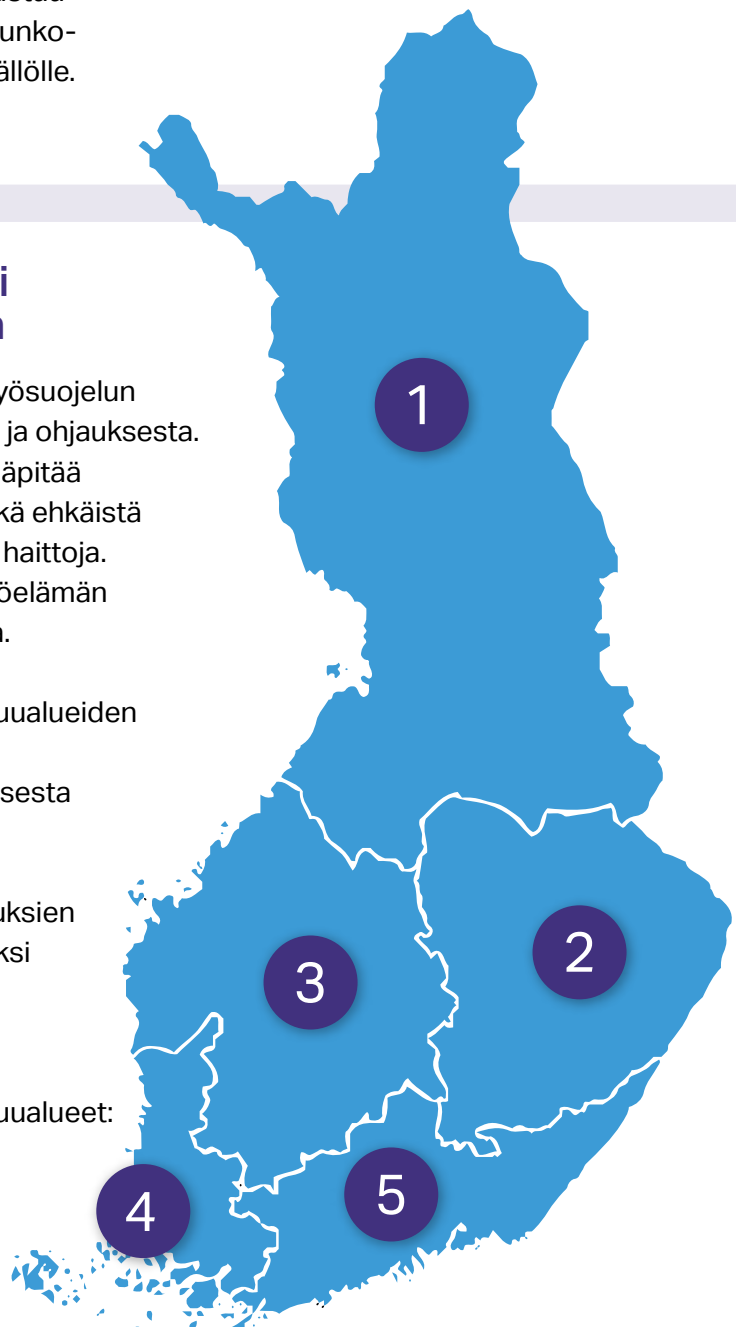 unko-
ällölle.
i
yösuojelun
ja ohjauksesta.
äpitää
kä ehkäistä
haittoja.
öelämän
uualueiden
sesta
uksien
ksi
uualueet:
1
2
3
4
5